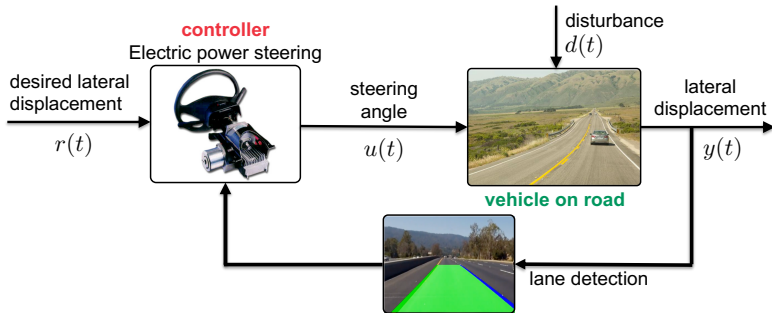 controller
Electric power steering
disturbance
d(t)
desired lateral
displacement
r(t)
steering
angle
u(t)
lateral
displacement
y(t)
vehicle on road
lane detection